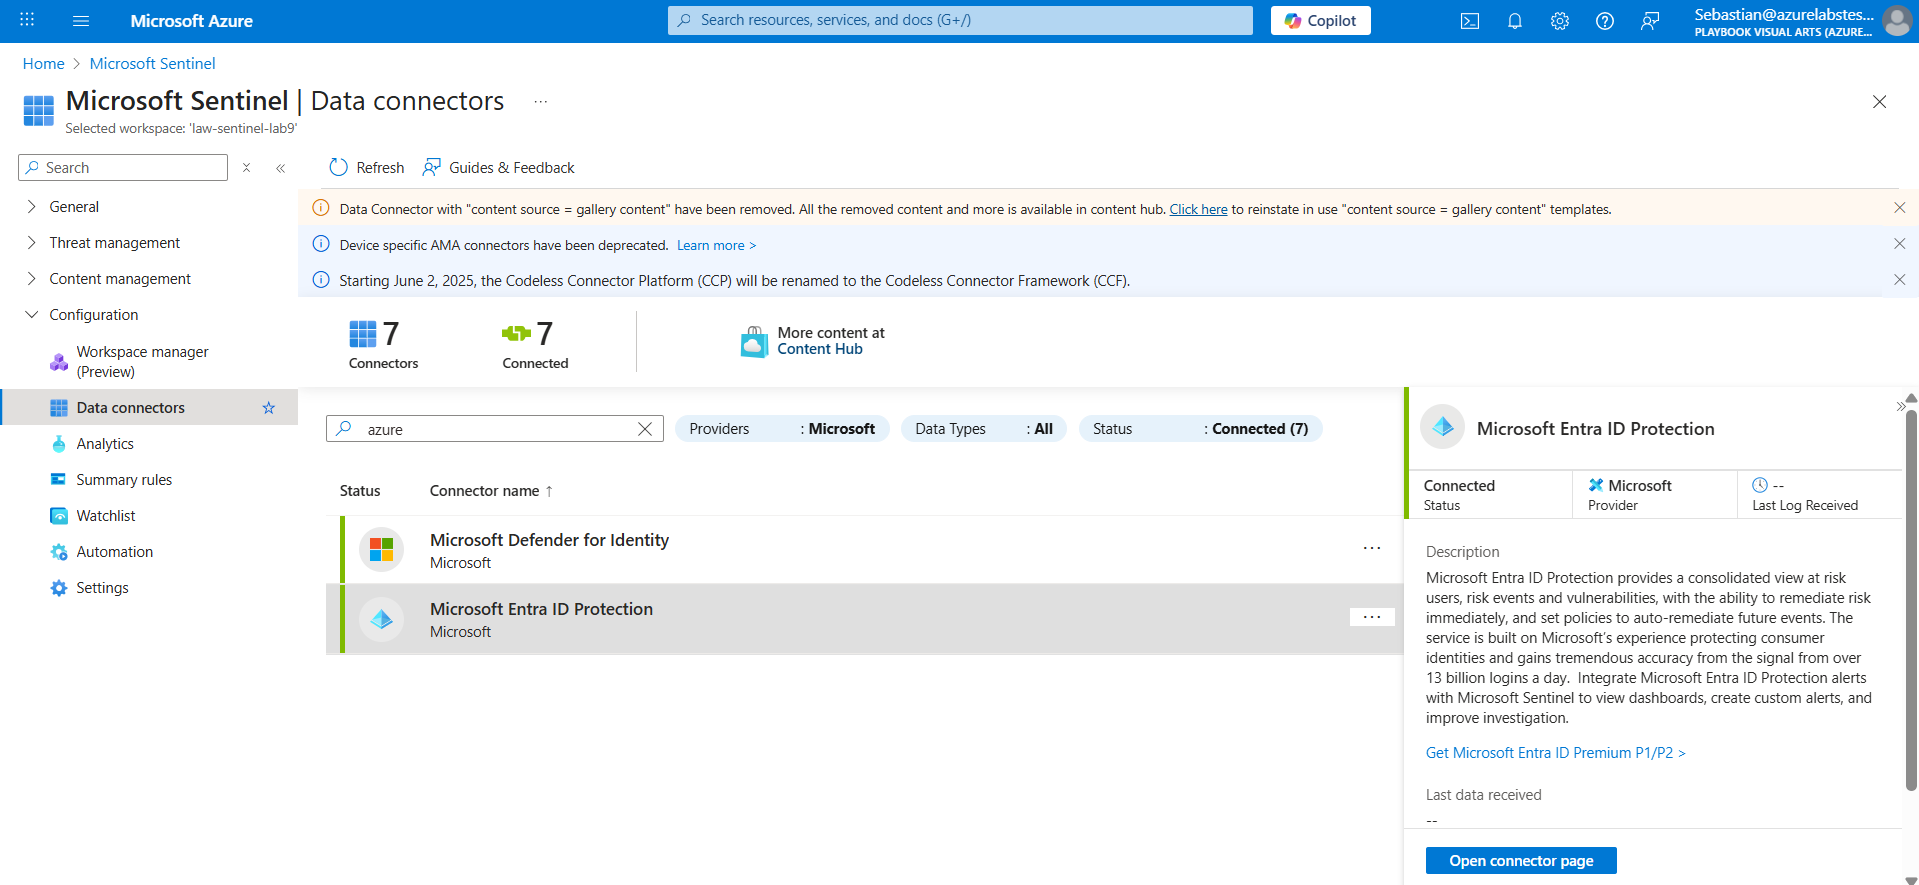 Microsoft Azure
Search resources, services, and docs (G+/)
Copilot
Sebastian@azurelabstes...
PLAYBOOK VISUAL ARTS (AZURE...
Home > Microsoft Sentinel
Microsoft Sentinel | Data connectors ...
Selected workspace: 'law-sentinel-lab9'
Search
General
Threat management
Content management
Configuration
Workspace manager
(Preview)
Data connectors
Analytics
Summary rules
Watchlist
Automation
Settings
Refresh
Guides & Feedback
Data Connector with "content source = gallery content" have been removed. All the removed content and more is available in content hub. Click here to reinstate in use "content source = gallery content" templates.
Device specific AMA connectors have been deprecated. Learn more >
Starting June 2, 2025, the Codeless Connector Platform (CCP) will be renamed to the Codeless Connector Framework (CCF).
7
Connectors
7
Connected
More content at
Content Hub
azure
Providers : Microsoft
Data Types : All
Status : Connected (7)
Status
Connector name ↑
Microsoft Defender for Identity
Microsoft
...
Microsoft Entra ID Protection
Microsoft
...
Microsoft Entra ID Protection
Connected
Status
Microsoft
Provider
--
Last Log Received
Description
Microsoft Entra ID Protection provides a consolidated view at risk
users, risk events and vulnerabilities, with the ability to remediate risk
immediately, and set policies to auto-remediate future events. The
service is built on Microsoft's experience protecting consumer
identities and gains tremendous accuracy from the signal from over
13 billion logins a day. Integrate Microsoft Entra ID Protection alerts
with Microsoft Sentinel to view dashboards, create custom alerts, and
improve investigation.
Get Microsoft Entra ID Premium P1/P2 >
Last data received
--
Open connector page